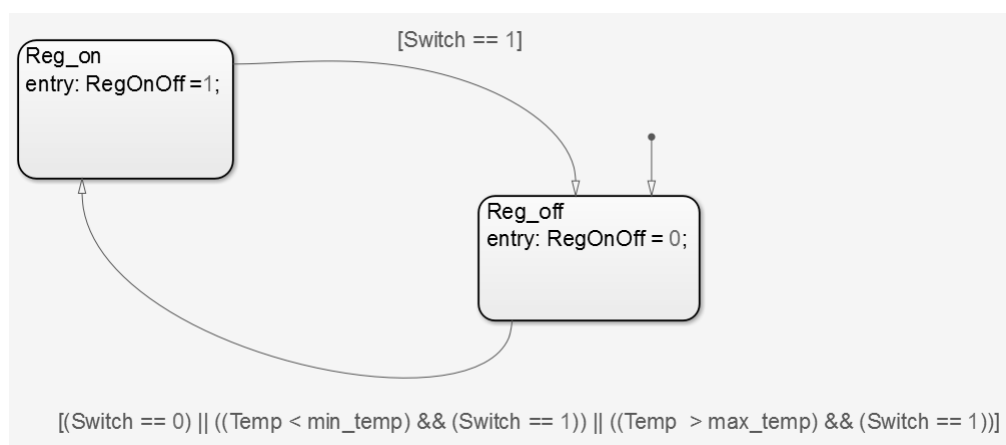 [Switch == 1]
Reg_on
entry: RegOnOff =1;
Reg_off
entry: RegOnOff = 0;
[(Switch == 0) || ((Temp < min_temp) && (Switch == 1)) || ((Temp  > max_temp) && (Switch == 1))]